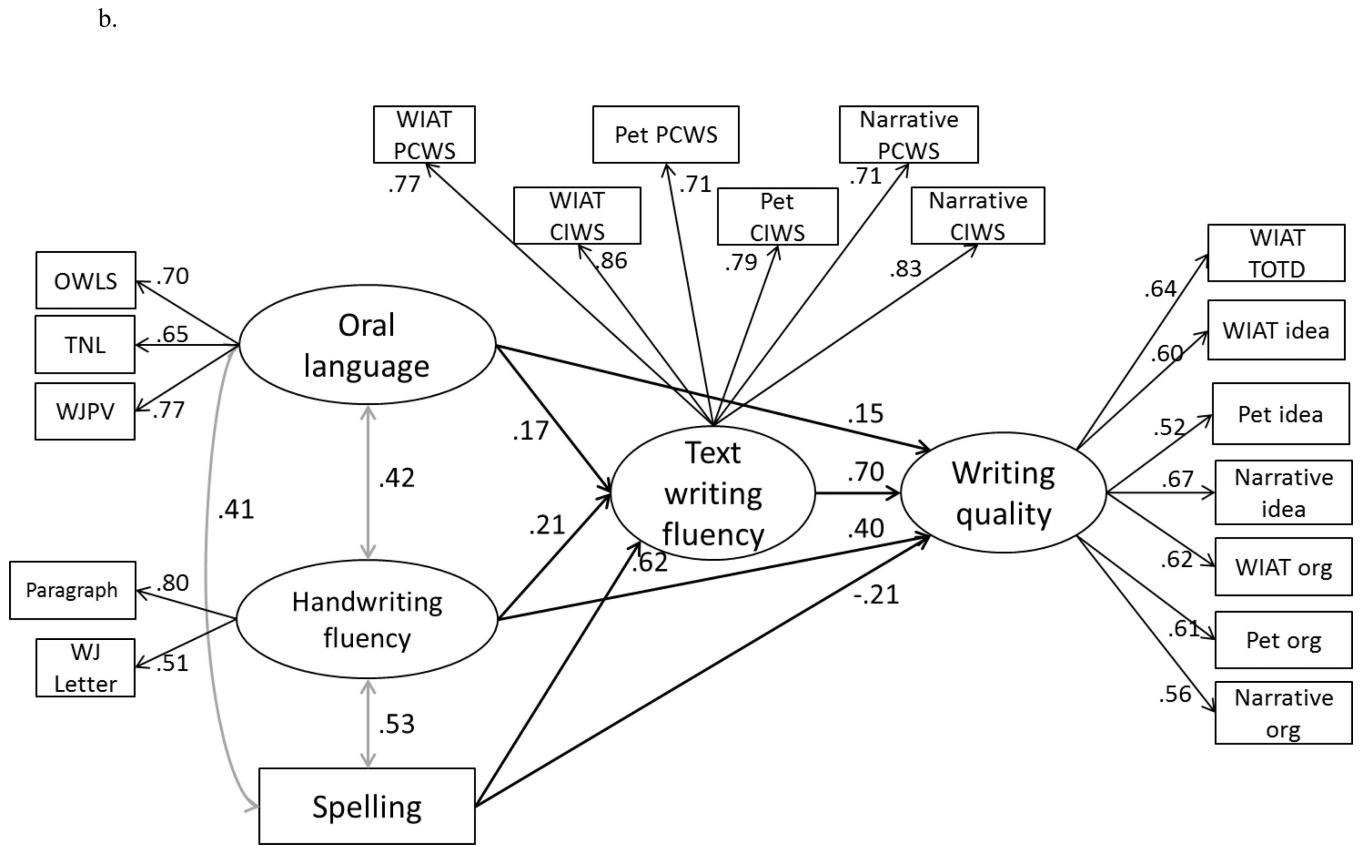 b.
WIAT
PCWS
Pet PCWS
Narrative
PCWS
.77
.71
.71
WIAT
CIWS
Pet
CIWS
Narrative
CIWS
.86
.79
.83
WIAT
TOTD
OWLS
.70
.64
WIAT idea
TNL
.65
.60
Oral
language
WJPV
.77
Pet idea
.52
.15
.17
Text
writing
fluency
.70
Writing
quality
.67
Narrative
idea
.42
.41
.21
.40
.62
WIAT org
.62
Paragraph
.80
Handwriting
fluency
-.21
.61
Pet org
WJ
Letter
.51
.56
Narrative
org
.53
Spelling